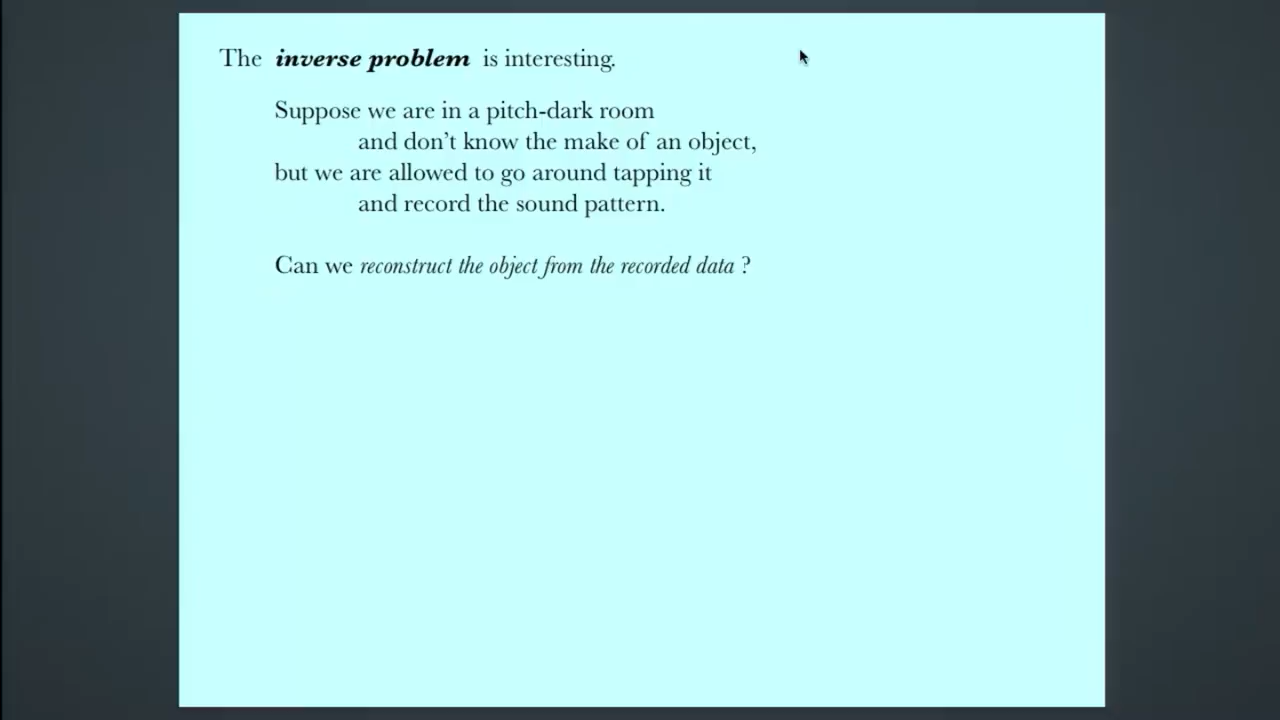 The inverse problem is interesting.
Suppose we are in a pitch-dark room
and don't know the make of an object,
but we are allowed to go around tapping it
and record the sound pattern.
Can we reconstruct the object from the recorded data ?